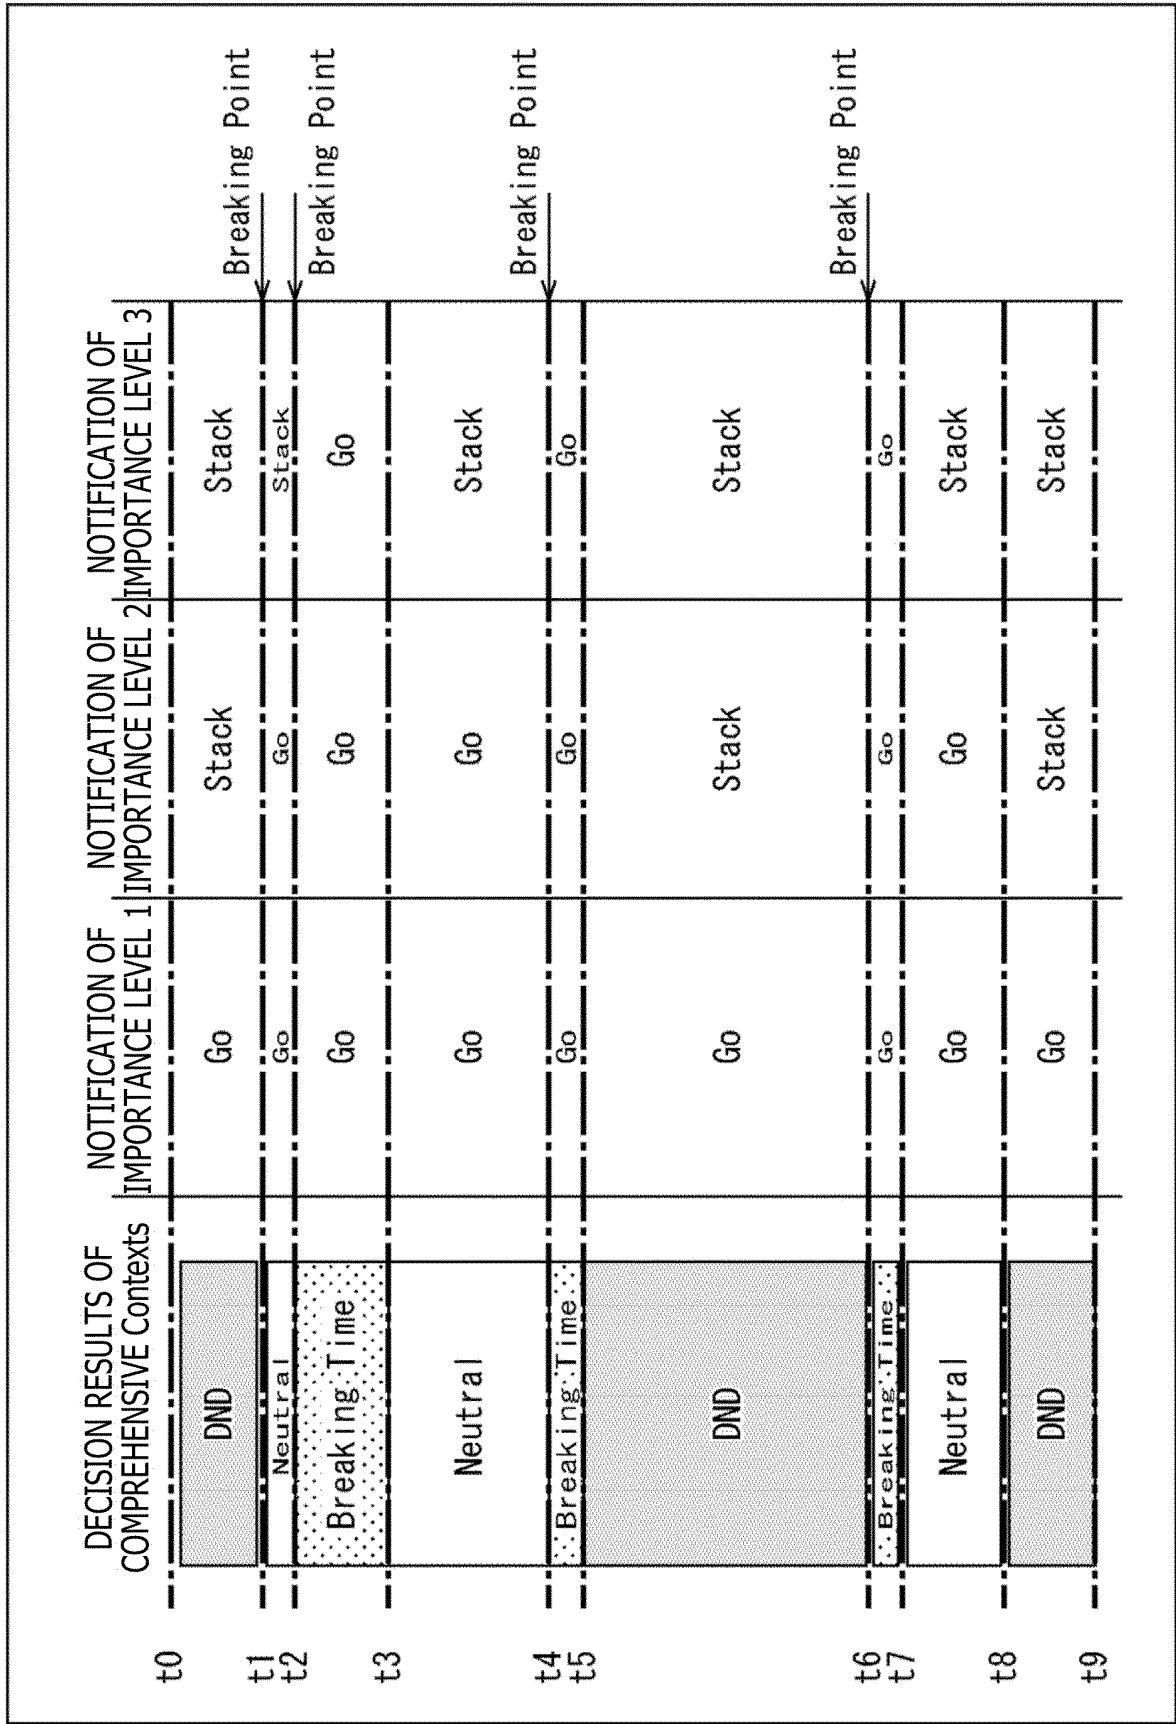 DECISION RESULTS OF
COMPREHENSIVE Contexts
NOTIFICATION OF
IMPORTANCE LEVEL 1
NOTIFICATION OF
IMPORTANCE LEVEL 2
NOTIFICATION OF
IMPORTANCE LEVEL 3
t0
DND
Go
Stack
Stack
Breaking Point
t1
Neutral
Go
Go
Stack
t2
Breaking Point
Breaking Time
Go
Go
Go
t3
Neutral
Go
Go
Stack
Breaking Point
t4
Breaking Time
Go
Go
Go
t5
DND
Go
Stack
Stack
Breaking Point
t6
Breaking Time
Go
Go
Go
t7
Neutral
Go
Go
Stack
t8
DND
Go
Stack
Stack
t9